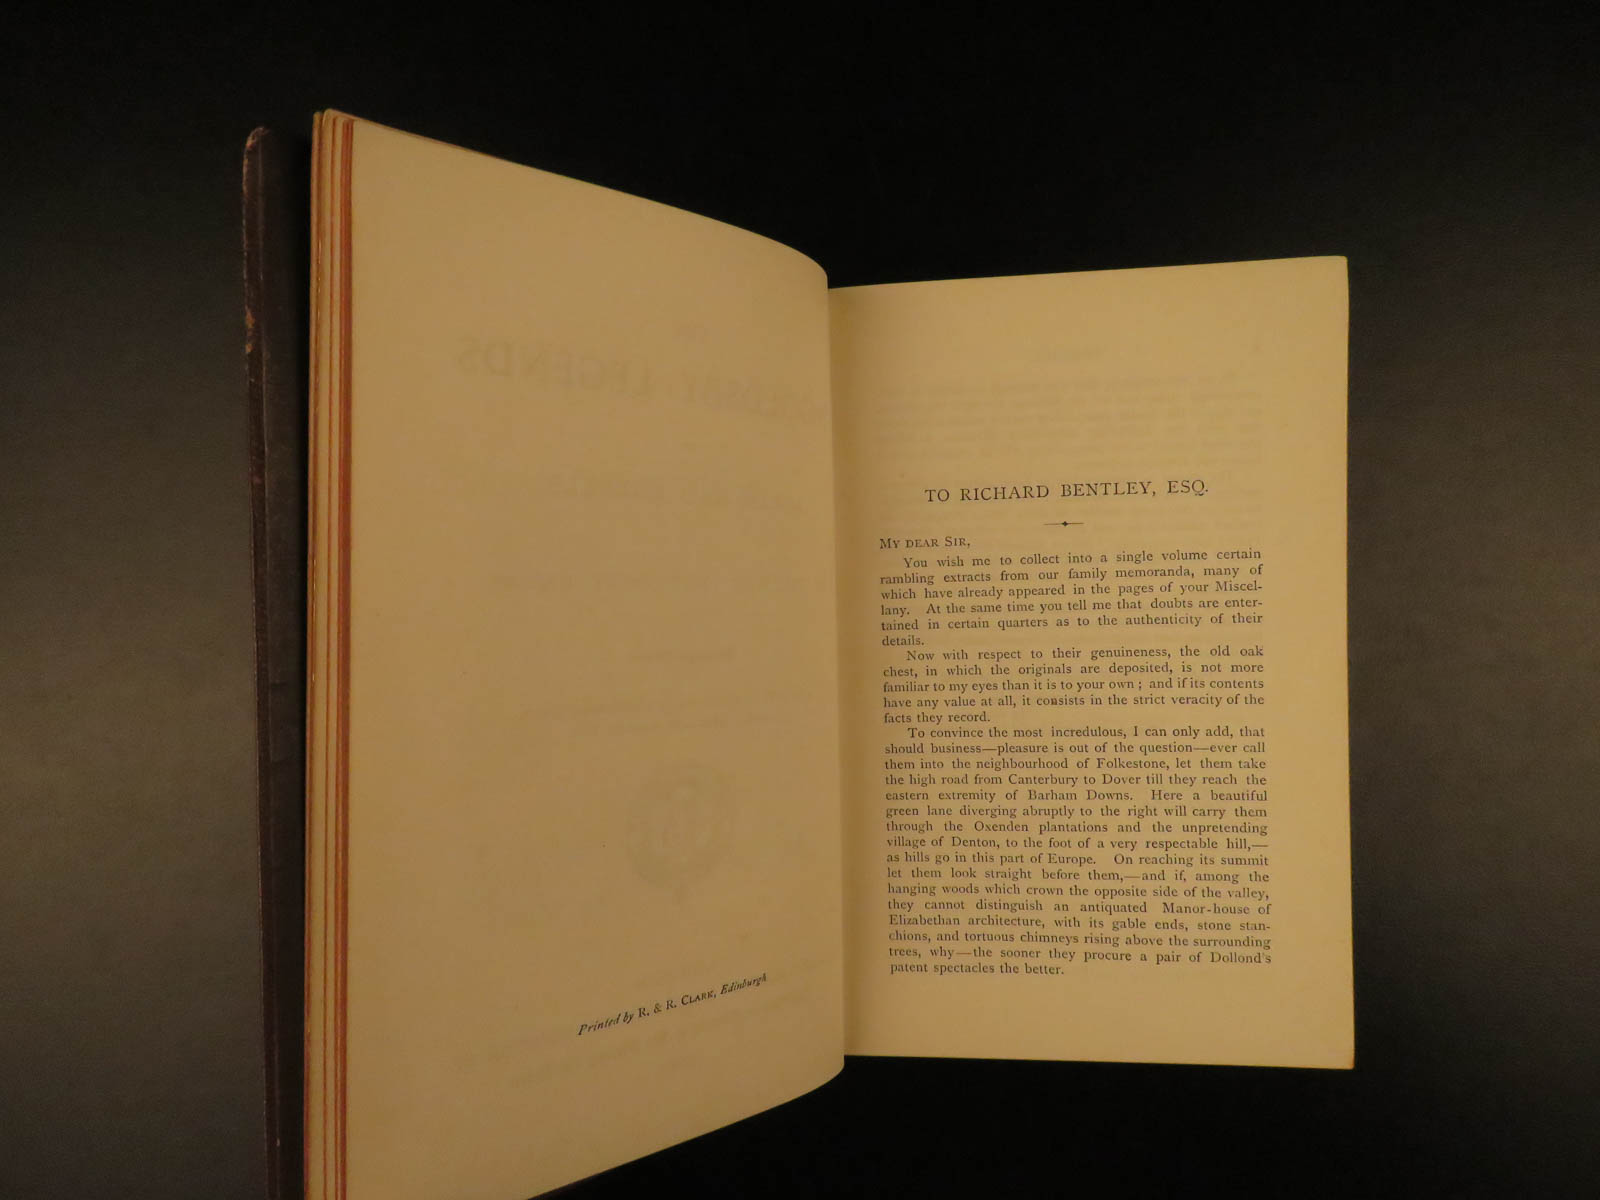 Printed by R. & R. CLARK, Edinburgh
TO RICHARD BENTLEY, ESQ.
MY DEAR SIR,
You wish me to collect into a single volume certain
rambling extracts from our family memoranda, many of
which have already appeared in the pages of your Miscel-
lany. At the same time you tell me that doubts are enter-
tained in certain quarters as to the authenticity of their
details.
Now with respect to their genuineness, the old oak
chest, in which the originals are deposited, is not more
familiar to my eyes than it is to your own; and if its contents
have any value at all, it consists in the strict veracity of the
facts they record.
To convince the most incredulous, I can only add, that
should business—pleasure is out of the question—ever call
them into the neighbourhood of Folkestone, let them take
the high road from Canterbury to Dover till they reach the
eastern extremity of Barham Downs. Here a beautiful
green lane diverging abruptly to the right will carry them
through the Oxenden plantations and the unpretending
village of Denton, to the foot of a very respectable hill,—
as hills go in this part of Europe. On reaching its summit
let them look straight before them,—and if, among the
hanging woods which crown the opposite side of the valley,
they cannot distinguish an antiquated Manor-house of
Elizabethan architecture, with its gable ends, stone stan-
chions, and tortuous chimneys rising above the surrounding
trees, why—the sooner they procure a pair of Dollond's
patent spectacles the better.